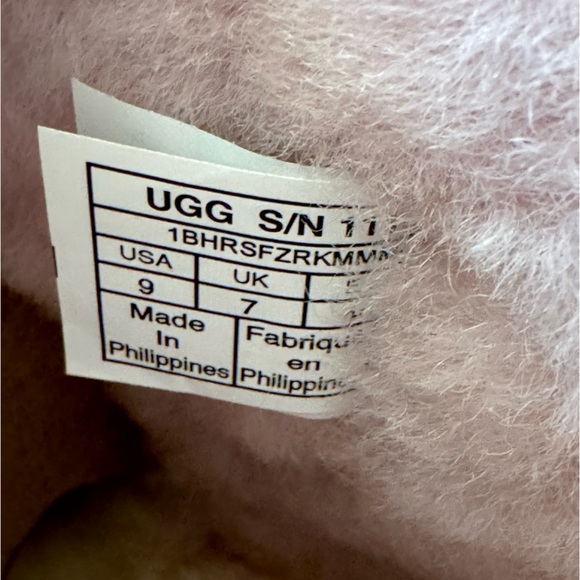 UGG S/N 11
1BHRSFZRKMMM
USA UK
9 7
Made Fabriqu
In en
Philippines Philippin